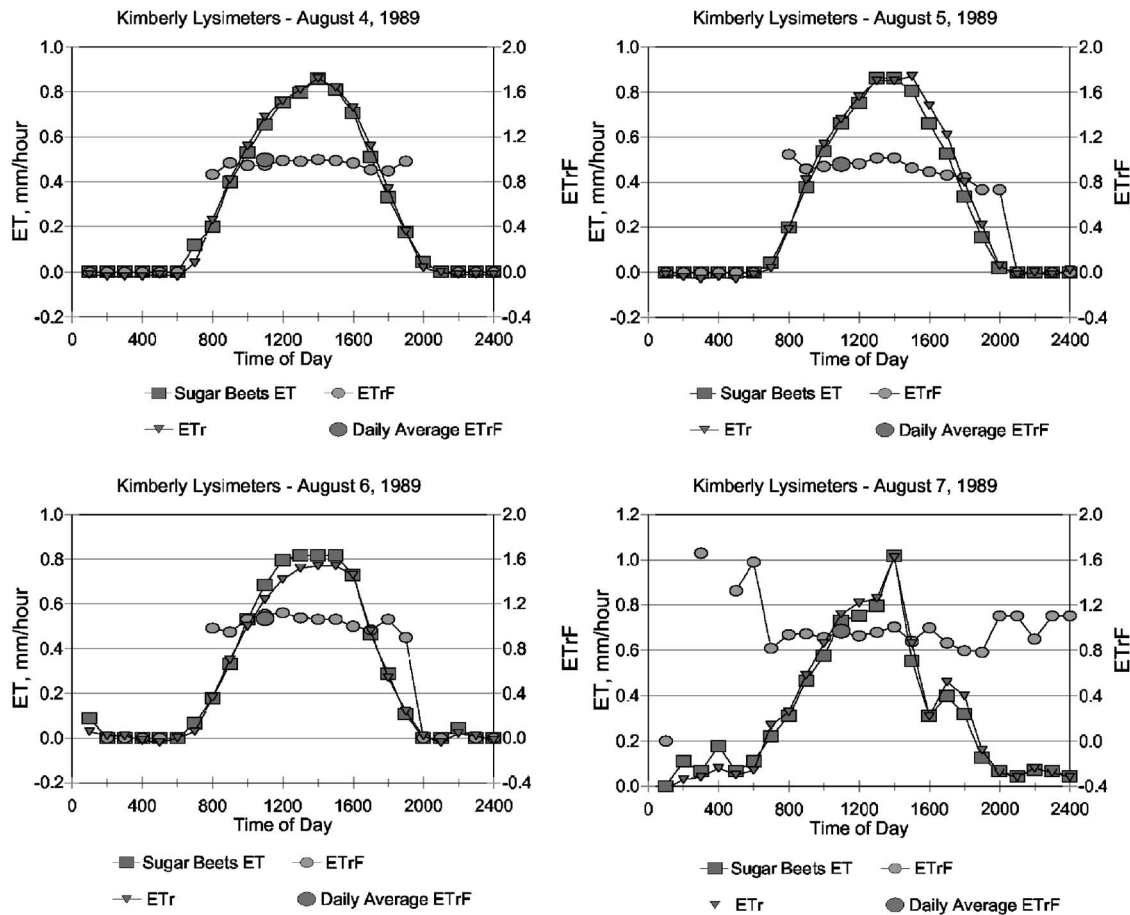 Kimberly Lysimeters - August 4, 1989
1.0
0.8
0.6
0.4
0.2
0.0
-0.2
ET, mm/hour
2.0
1.6
1.2
0.8
0.4
0.0
-0.4
ETrF
0 400 800 1200 1600 2000 2400
Time of Day
Sugar Beets ET
ETrF
ETr
Daily Average ETrF
Kimberly Lysimeters - August 5, 1989
1.0
0.8
0.6
0.4
0.2
0.0
-0.2
ET, mm/hour
2.0
1.6
1.2
0.8
0.4
0.0
-0.4
ETrF
0 400 800 1200 1600 2000 2400
Time of Day
Sugar Beets ET
ETrF
ETr
Daily Average ETrF
Kimberly Lysimeters - August 6, 1989
1.0
0.8
0.6
0.4
0.2
0.0
-0.2
ET, mm/hour
2.0
1.6
1.2
0.8
0.4
0.0
-0.4
ETrF
0 400 800 1200 1600 2000 2400
Time of Day
Sugar Beets ET
ETrF
ETr
Daily Average ETrF
Kimberly Lysimeters - August 7, 1989
1.2
1.0
0.8
0.6
0.4
0.2
0.0
ET, mm/hour
2.0
1.6
1.2
0.8
0.4
0.0
-0.4
ETrF
0 400 800 1200 1600 2000 2400
Time of Day
Sugar Beets ET
ETrF
ETr
Daily Average ETrF